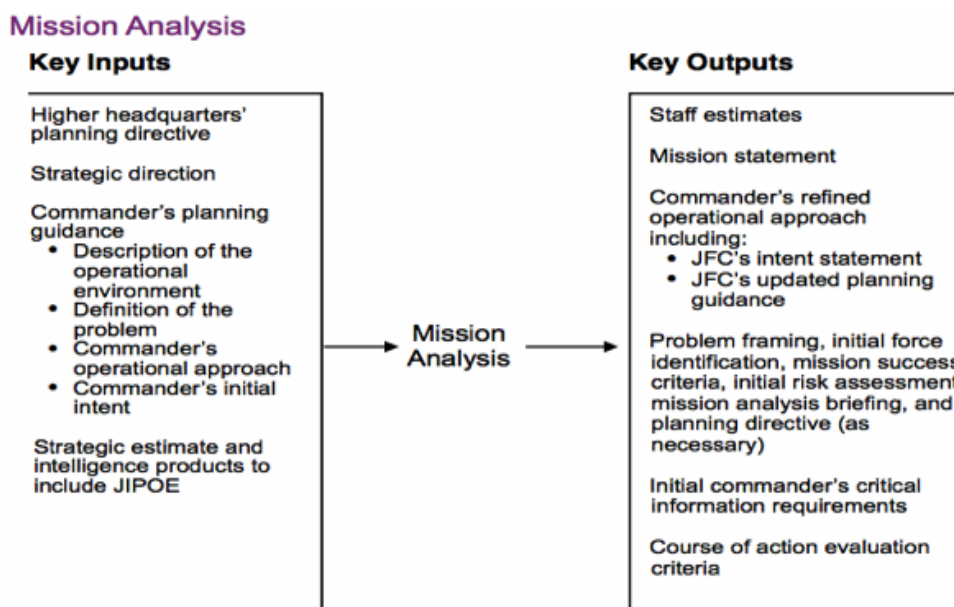 Mission Analysis
Key Inputs
Higher headquarters’
planning directive
Strategic direction
Commander’s planning
guidance
• Description of the
operational
environment
• Definition of the
problem
• Commander’s
operational approach
• Commander’s initial
intent
Strategic estimate and
intelligence products to
include JIPOE
Mission
Analysis
Key Outputs
Staff estimates
Mission statement
Commander’s refined
operational approach
including:
• JFC’s intent statement
• JFC’s updated planning
guidance
Problem framing, initial force
identification, mission success
criteria, initial risk assessment
mission analysis briefing, and
planning directive (as
necessary)
Initial commander’s critical
information requirements
Course of action evaluation
criteria